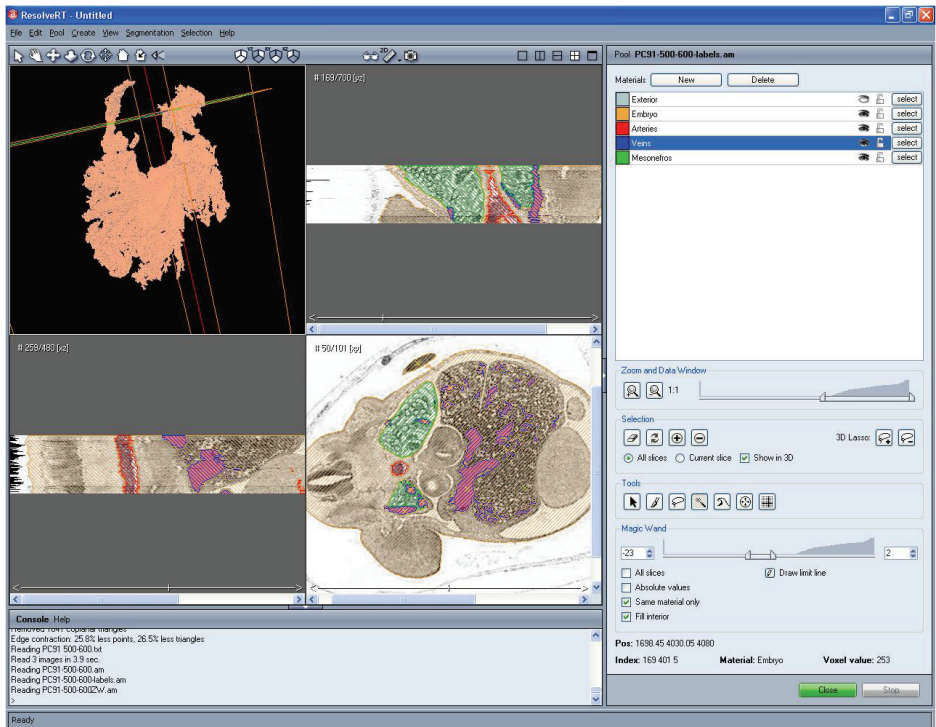 ResolveRT - Untitled
File Edit Pool Create View Segmentation Selection Help
2D
# 169/700 [yz]
# 259/480 [xz]
# 50/101 [xy]
Console Help
Removed 1041 coplanar triangles
Edge contraction: 25.8% less points, 26.5% less triangles
Reading PC91 500-600.txt
Read 3 images in 3.9 sec.
Reading PC91-500-600.am
Reading PC91-500-600-labels.am
Reading PC91-500-600ZW.am
>
Ready
Pool PC91-500-600-labels.am
Materials New Delete
Exterior select
Embryo select
Arteries select
Veins select
Mesonefros select
Zoom and Data Window
1:1
Selection
3D Lasso:
All slices Current slice Show in 3D
Tools
Magic Wand
-23 2
All slices Draw limit line
Absolute values
Same material only
Fill interior
Pos: 1698.45 4030.05 4080
Index: 169 401 5 Material: Embryo Voxel value: 253
Close Stop